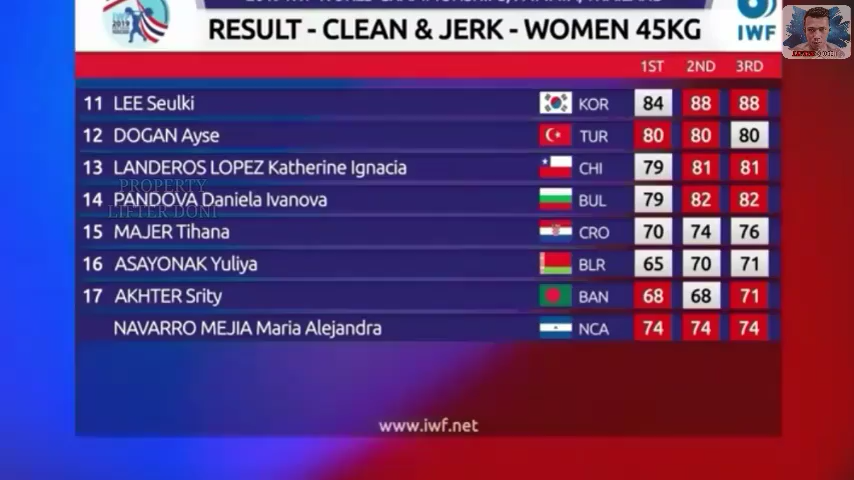 IWF
2019
RESULT - CLEAN & JERK - WOMEN 45KG
IWF
1ST 2ND 3RD
11 LEE Seulki KOR 84 88 88
12 DOGAN Ayse TUR 80 80 80
13 LANDEROS LOPEZ Katherine Ignacia CHI 79 81 81
PROPERTY
14 PANDOVA Daniela Ivanova BUL 79 82 82
LIFTER DONI
15 MAJER Tihana CRO 70 74 76
16 ASAYONAK Yuliya BLR 65 70 71
17 AKHTER Srity BAN 68 68 71
NAVARRO MEJIA Maria Alejandra NCA 74 74 74
www.iwf.net